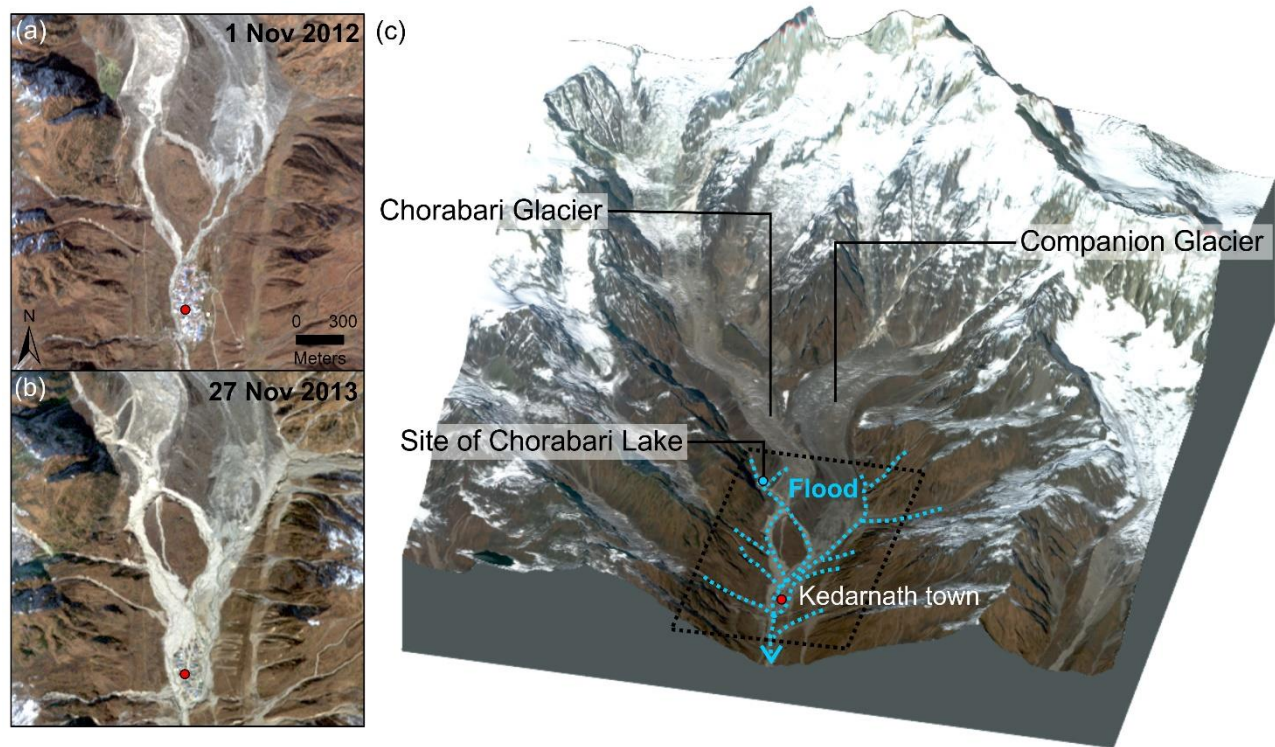 (a)
1 Nov 2012
N
0 300
Meters
(b)
27 Nov 2013
(c)
Chorabari Glacier
Companion Glacier
Site of Chorabari Lake
Flood
Kedarnath town